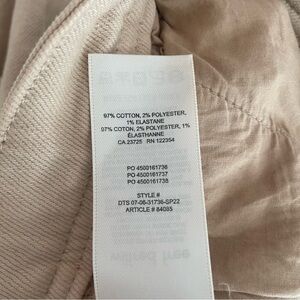 97% COTTON, 2% POLYESTER,
1% ELASTANE
97% COTON, 2% POLYESTER, 1%
ÉLASTHANNE
CA 23725 RN 122354
PO 4500161736
PO 4500161737
PO 4500161738
STYLE #
DTS 07-06-31736-SP22
ARTICLE # 84085